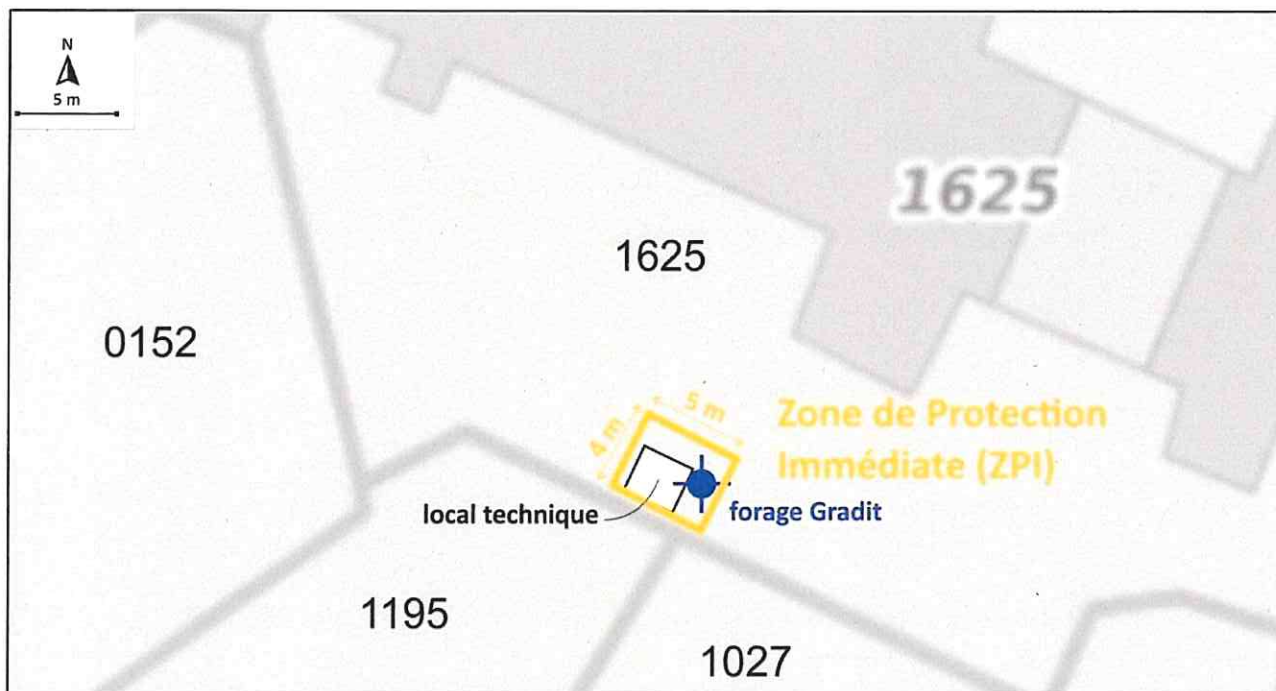 N
5 m
1625
1625
0152
5 m
4 m
Zone de Protection
Immédiate (ZPI)
local technique
forage Gradit
1195
1027